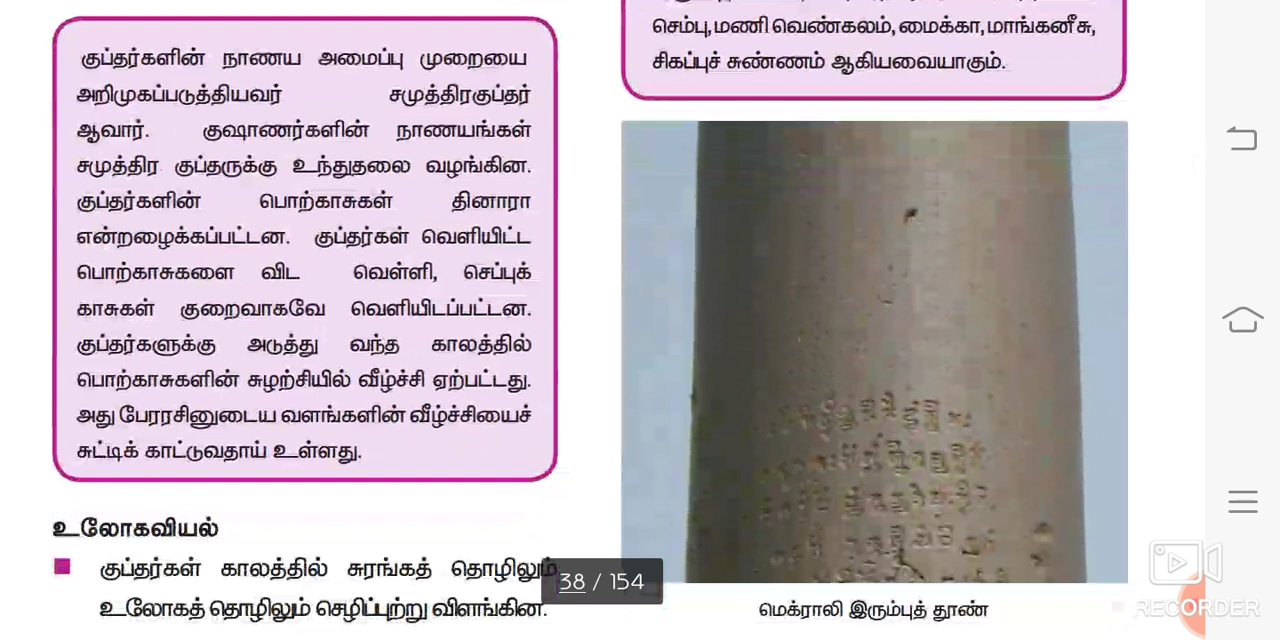 குப்தர்களின் நாணய அமைப்பு முறையை
அறிமுகப்படுத்தியவர் சமுத்திரகுப்தர்
ஆவார். குஷாணர்களின் நாணயங்கள்
சமுத்திர குப்தருக்கு உந்துதலை வழங்கின.
குப்தர்களின் பொற்காசுகள் தினாரா
என்றழைக்கப்பட்டன. குப்தர்கள் வெளியிட்ட
பொற்காசுகளை விட வெள்ளி, செப்புக்
காசுகள் குறைவாகவே வெளியிடப்பட்டன.
குப்தர்களுக்கு அடுத்து வந்த காலத்தில்
பொற்காசுகளின் சுழற்சியில் வீழ்ச்சி ஏற்பட்டது.
அது பேரரசினுடைய வளங்களின் வீழ்ச்சியைச்
சுட்டிக் காட்டுவதாய் உள்ளது.
உலோகவியல்
குப்தர்கள் காலத்தில் சுரங்கத் தொழிலும்
உலோகத் தொழிலும் செழிப்புற்று விளங்கின.
செம்பு, மணி வெண்கலம், மைக்கா, மாங்கனீசு,
சிகப்புச் சுண்ணம் ஆகியவையாகும்.
மெக்ராலி இரும்புத் தூண்
38 / 154
RECORDER